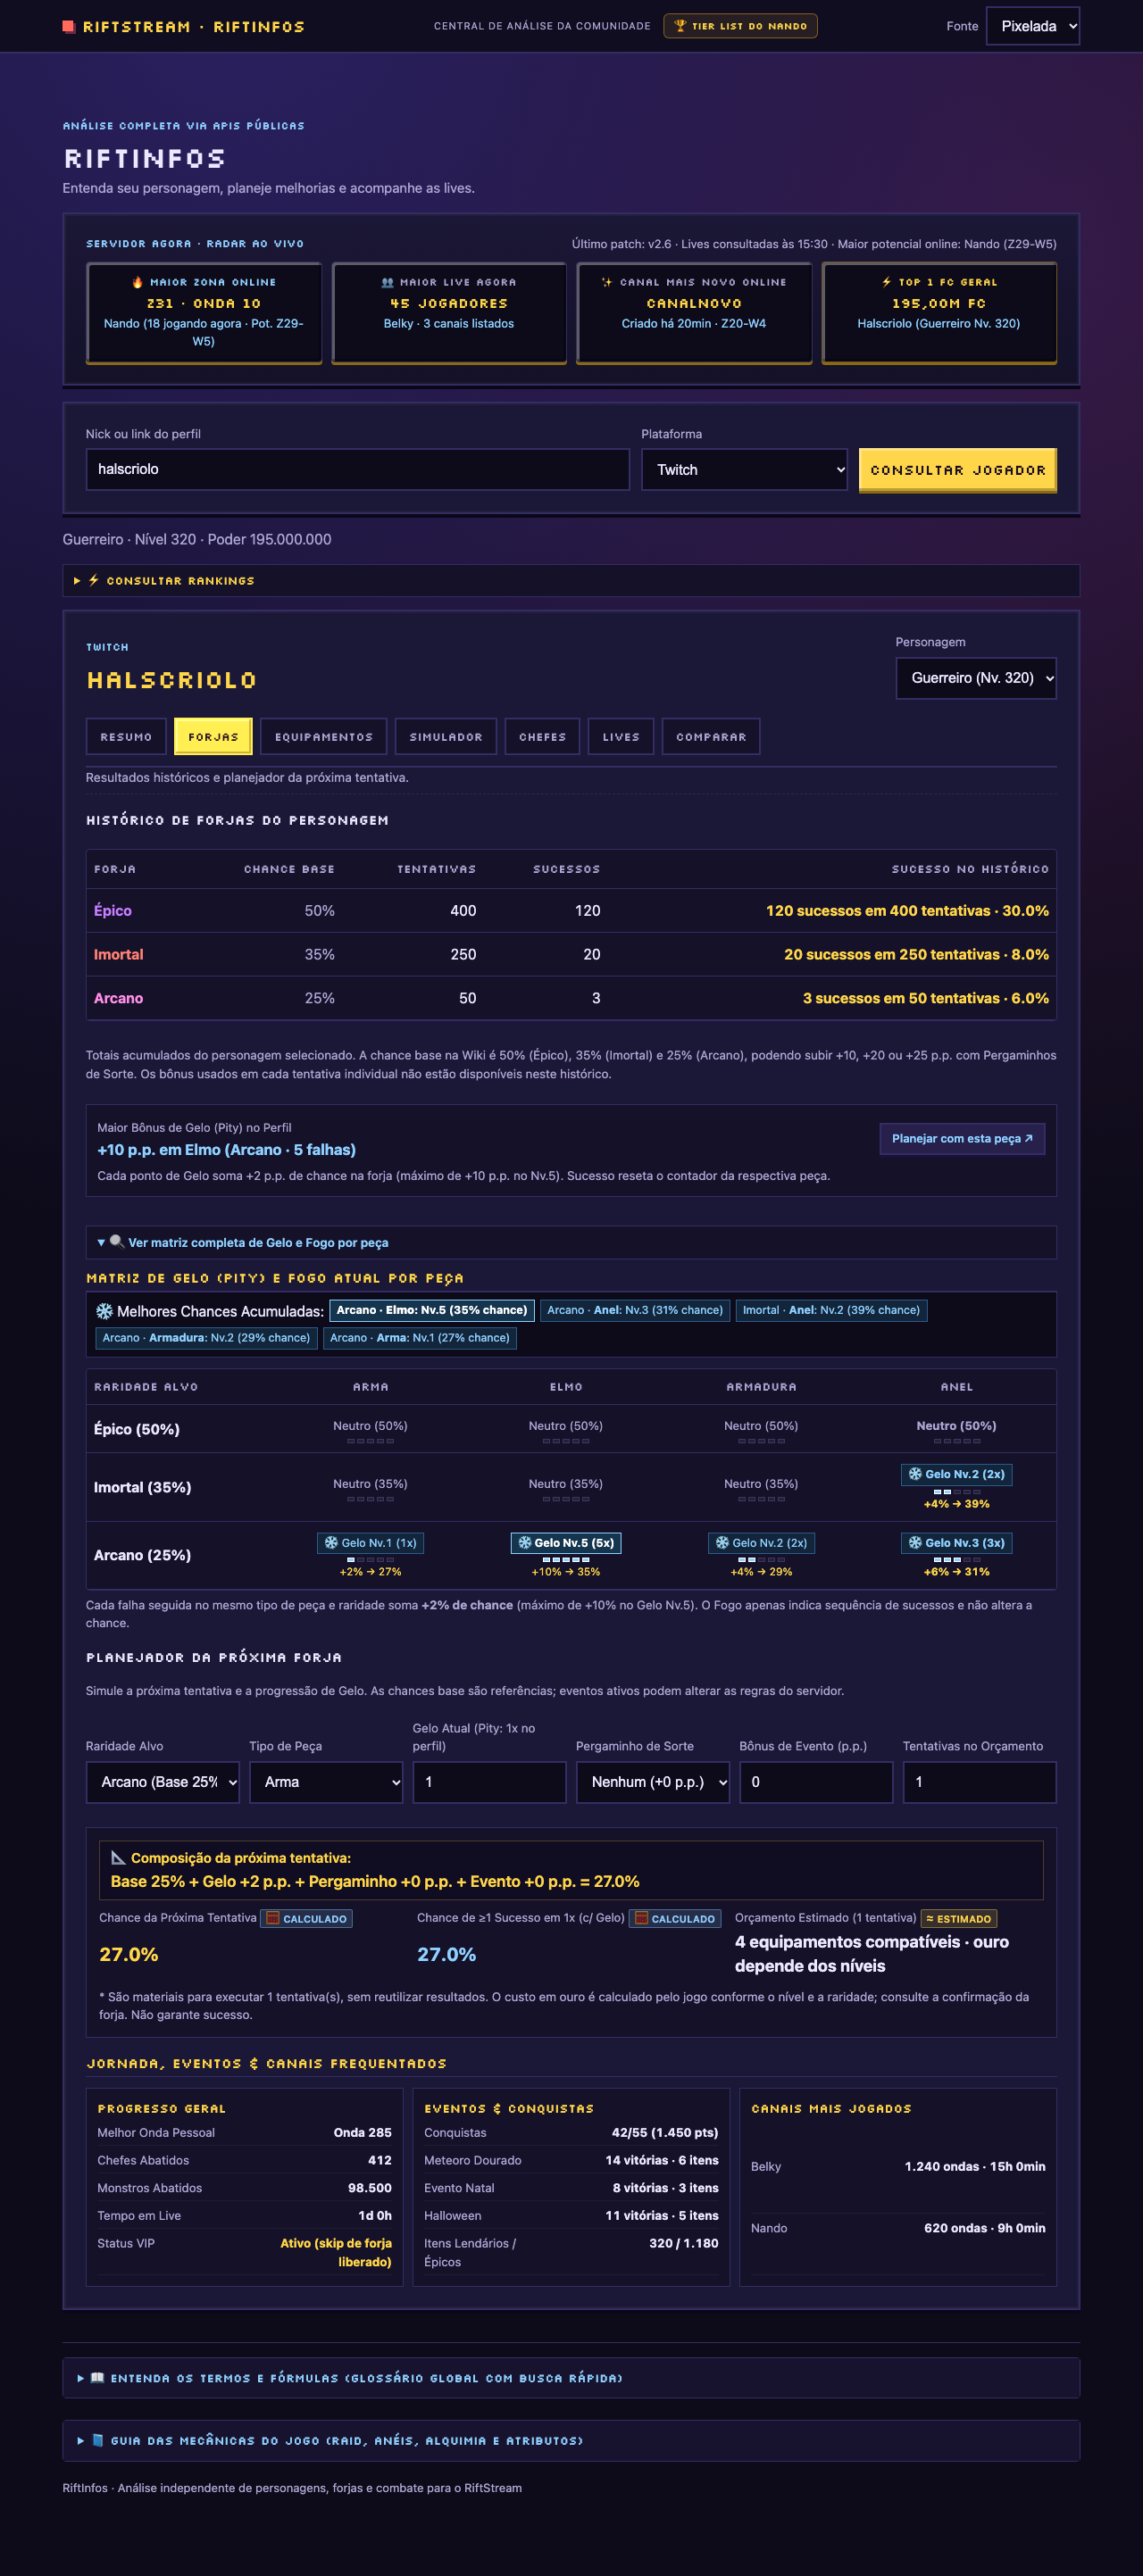 RIFTSTREAM · RIFTINFOS
CENTRAL DE ANÁLISE DA COMUNIDADE
🏆 TIER LIST DO NANDO
Fonte
Pixelada
ANÁLISE COMPLETA VIA APIS PÚBLICAS
RIFTINFOS
Entenda seu personagem, planeje melhorias e acompanhe as lives.
SERVIDOR AGORA · RADAR AO VIVO
Último patch: v2.6 · Lives consultadas às 15:30 · Maior potencial online: Nando (Z29-W5)
🔥 MAIOR ZONA ONLINE
Z31 · ONDA 10
Nando (18 jogando agora · Pot. Z29-
W5)
👥 MAIOR LIVE AGORA
45 JOGADORES
Belky · 3 canais listados
✨ CANAL MAIS NOVO ONLINE
CANALNOVO
Criado há 20min · Z20-W4
⚡ TOP 1 FC GERAL
195,00M FC
Halscriolo (Guerreiro Nv. 320)
Nick ou link do perfil
halscriolo
Plataforma
Twitch
CONSULTAR JOGADOR
Guerreiro · Nível 320 · Poder 195.000.000
▶ ⚡ CONSULTAR RANKINGS
TWITCH
HALSCRIOLO
Personagem
Guerreiro (Nv. 320)
RESUMO
FORJAS
EQUIPAMENTOS
SIMULADOR
CHEFES
LIVES
COMPARAR
Resultados históricos e planejador da próxima tentativa.
HISTÓRICO DE FORJAS DO PERSONAGEM
FORJA CHANCE BASE TENTATIVAS SUCESSOS SUCESSO NO HISTÓRICO
Épico 50% 400 120 120 sucessos em 400 tentativas · 30.0%
Imortal 35% 250 20 20 sucessos em 250 tentativas · 8.0%
Arcano 25% 50 3 3 sucessos em 50 tentativas · 6.0%
Totais acumulados do personagem selecionado. A chance base na Wiki é 50% (Épico), 35% (Imortal) e 25% (Arcano), podendo subir +10, +20 ou +25 p.p. com Pergaminhos
de Sorte. Os bônus usados em cada tentativa individual não estão disponíveis neste histórico.
Maior Bônus de Gelo (Pity) no Perfil
+10 p.p. em Elmo (Arcano · 5 falhas)
Cada ponto de Gelo soma +2 p.p. de chance na forja (máximo de +10 p.p. no Nv.5). Sucesso reseta o contador da respectiva peça.
Planejar com esta peça ↗
▼ 🔍 Ver matriz completa de Gelo e Fogo por peça
MATRIZ DE GELO (PITY) E FOGO ATUAL POR PEÇA
❄️ Melhores Chances Acumuladas: Arcano · Elmo: Nv.5 (35% chance) Arcano · Anel: Nv.3 (31% chance) Imortal · Anel: Nv.2 (39% chance)
Arcano · Armadura: Nv.2 (29% chance) Arcano · Arma: Nv.1 (27% chance)
RARIDADE ALVO ARMA ELMO ARMADURA ANEL
Épico (50%) Neutro (50%) Neutro (50%) Neutro (50%) Neutro (50%)
Imortal (35%) Neutro (35%) Neutro (35%) Neutro (35%) ❄️ Gelo Nv.2 (2x)
+4% → 39%
Arcano (25%) ❄️ Gelo Nv.1 (1x) ❄️ Gelo Nv.5 (5x) ❄️ Gelo Nv.2 (2x) ❄️ Gelo Nv.3 (3x)
+2% → 27% +10% → 35% +4% → 29% +6% → 31%
Cada falha seguida no mesmo tipo de peça e raridade soma +2% de chance (máximo de +10% no Gelo Nv.5). O Fogo apenas indica sequência de sucessos e não altera a
chance.
PLANEJADOR DA PRÓXIMA FORJA
Simule a próxima tentativa e a progressão de Gelo. As chances base são referências; eventos ativos podem alterar as regras do servidor.
Raridade Alvo
Arcano (Base 25%
Tipo de Peça
Arma
Gelo Atual (Pity: 1x no
perfil)
1
Pergaminho de Sorte
Nenhum (+0 p.p.)
Bônus de Evento (p.p.)
0
Tentativas no Orçamento
1
📐 Composição da próxima tentativa:
Base 25% + Gelo +2 p.p. + Pergaminho +0 p.p. + Evento +0 p.p. = 27.0%
Chance da Próxima Tentativa 🧮 CALCULADO
27.0%
Chance de ≥1 Sucesso em 1x (c/ Gelo) 🧮 CALCULADO
27.0%
Orçamento Estimado (1 tentativa) ≈ ESTIMADO
4 equipamentos compatíveis · ouro
depende dos níveis
* São materiais para executar 1 tentativa(s), sem reutilizar resultados. O custo em ouro é calculado pelo jogo conforme o nível e a raridade; consulte a confirmação da
forja. Não garante sucesso.
JORNADA, EVENTOS & CANAIS FREQUENTADOS
PROGRESSO GERAL
Melhor Onda Pessoal Onda 285
Chefes Abatidos 412
Monstros Abatidos 98.500
Tempo em Live 1d 0h
Status VIP Ativo (skip de forja
liberado)
EVENTOS & CONQUISTAS
Conquistas 42/55 (1.450 pts)
Meteoro Dourado 14 vitórias · 6 itens
Evento Natal 8 vitórias · 3 itens
Halloween 11 vitórias · 5 itens
Itens Lendários / 320 / 1.180
Épicos
CANAIS MAIS JOGADOS
Belky 1.240 ondas · 15h 0min
Nando 620 ondas · 9h 0min
▶ 📖 ENTENDA OS TERMOS E FÓRMULAS (GLOSSÁRIO GLOBAL COM BUSCA RÁPIDA)
▶ 📘 GUIA DAS MECÂNICAS DO JOGO (RAID, ANÉIS, ALQUIMIA E ATRIBUTOS)
RiftInfos · Análise independente de personagens, forjas e combate para o RiftStream